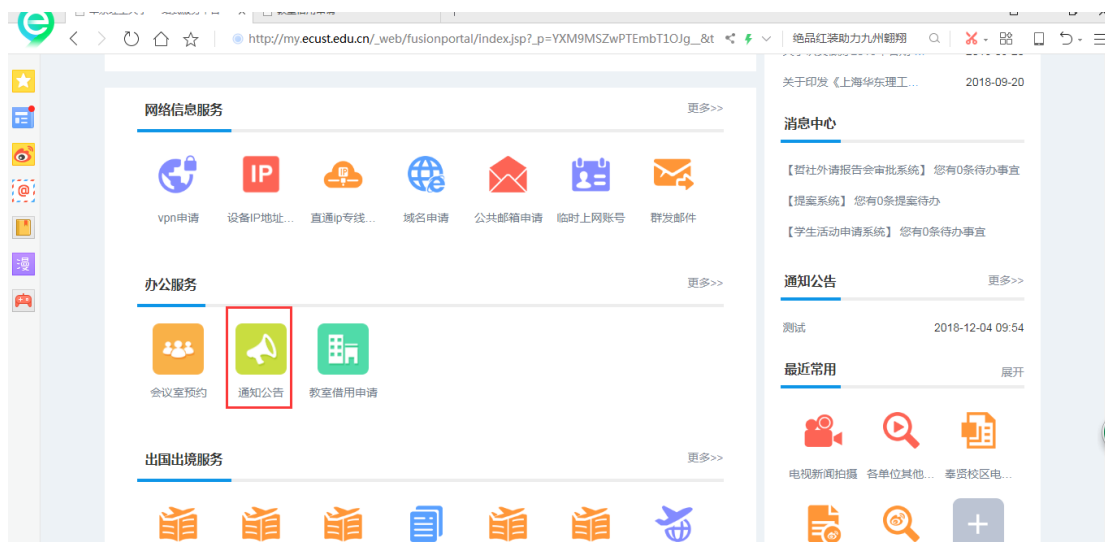 http://my.ecust.edu.cn/_web/fusionportal/index.jsp?_p=YXM9MSZwPTEmbT1OJg__&t
绝品红装助力九州翱翔
网络信息服务 更多>>
vpn申请 设备IP地址... 直通ip专线... 域名申请 公共邮箱申请 临时上网账号 群发邮件
办公服务 更多>>
会议室预约 通知公告 教室借用申请
出国出境服务 更多>>
关于印发《上海华东理工... 2018-09-20
消息中心
【哲社外请报告会审批系统】 您有0条待办事宜
【提案系统】 您有0条提案待办
【学生活动申请系统】 您有0条待办事宜
通知公告 更多>>
测试 2018-12-04 09:54
最近常用 展开
电视新闻拍摄 各单位其他... 奉贤校区电...
IP
漫